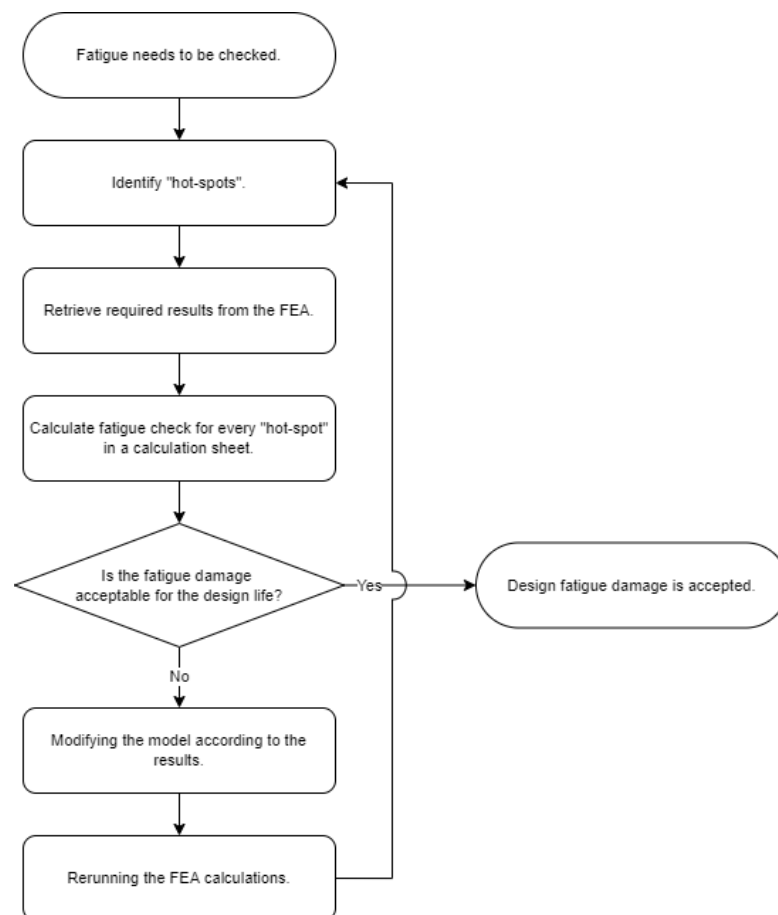 Fatigue needs to be checked.
Identify "hot-spots".
Retrieve required results from the FEA.
Calculate fatigue check for every "hot-spot"
in a calculation sheet.
Is the fatigue damage
acceptable for the design life?
Yes
Design fatigue damage is accepted.
No
Modifying the model according to the
results.
Rerunning the FEA calculations.